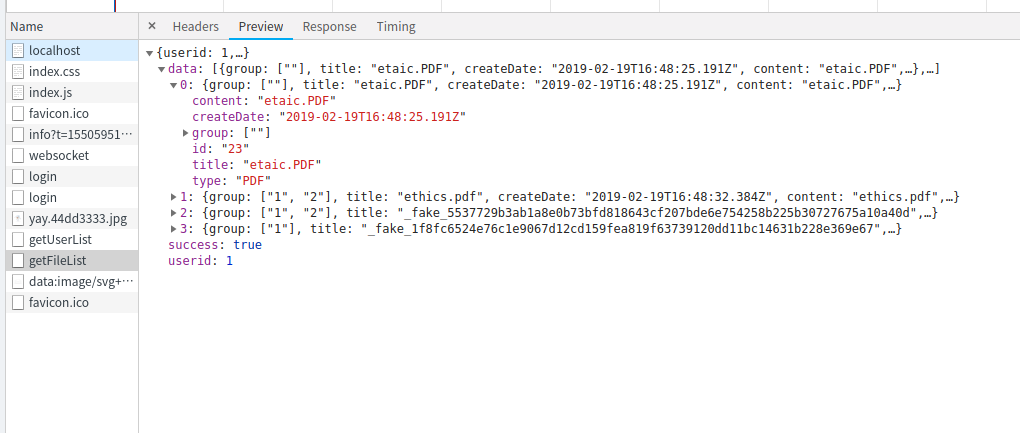 Name
localhost
index.css
index.js
favicon.ico
info?t=15505951···
websocket
login
login
yay.44dd3333.jpg
getUserList
getFileList
data:image/svg+···
favicon.ico
× Headers Preview Response Timing
{userid: 1,…}
data: [{group: [""], title: "etaic.PDF", createDate: "2019-02-19T16:48:25.191Z", content: "etaic.PDF",…},…]
0: {group: [""], title: "etaic.PDF", createDate: "2019-02-19T16:48:25.191Z", content: "etaic.PDF",…}
content: "etaic.PDF"
createDate: "2019-02-19T16:48:25.191Z"
group: [""]
id: "23"
title: "etaic.PDF"
type: "PDF"
1: {group: ["1", "2"], title: "ethics.pdf", createDate: "2019-02-19T16:48:32.384Z", content: "ethics.pdf",…}
2: {group: ["1", "2"], title: "_fake_5537729b3ab1a8e0b73bfd818643cf207bde6e754258b225b30727675a10a40d",…}
3: {group: ["1"], title: "_fake_1f8fc6524e76c1e9067d12cd159fea819f63739120dd11bc14631b228e369e67",…}
success: true
userid: 1